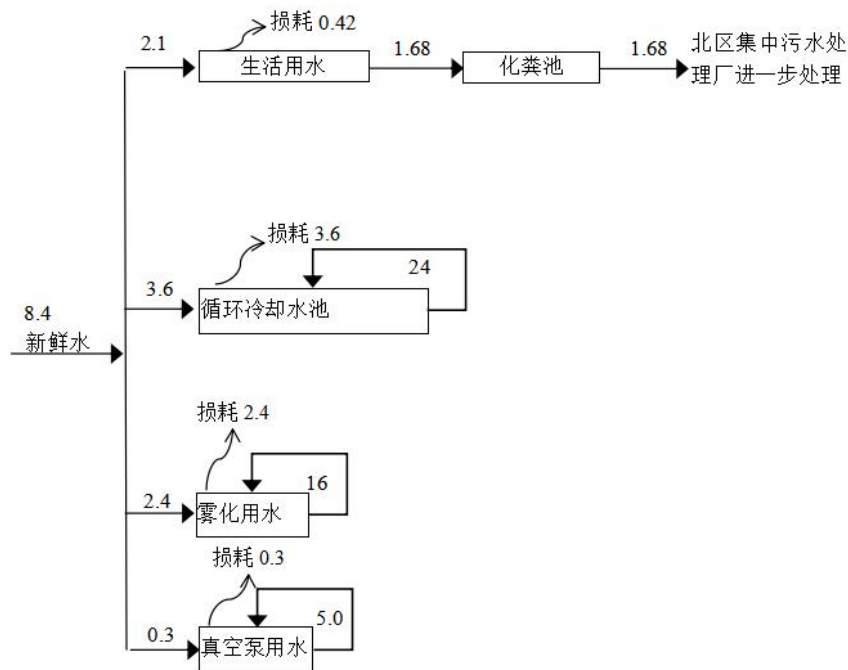 损耗 0.42
2.1
生活用水
1.68
化粪池
1.68
北区集中污水处
理厂进一步处理
损耗 3.6
24
3.6
循环冷却水池
8.4
新鲜水
损耗 2.4
16
2.4
雾化用水
损耗 0.3
5.0
0.3
真空泵用水